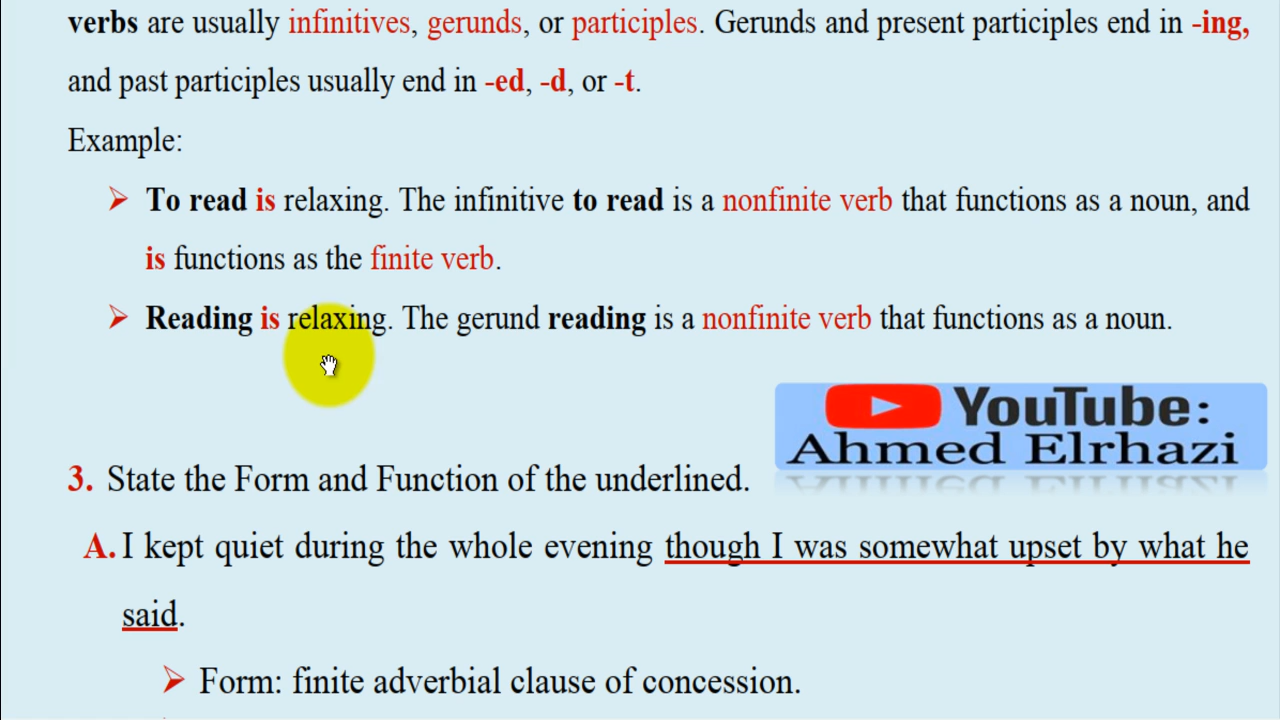 verbs are usually infinitives, gerunds, or participles. Gerunds and present participles end in -ing,
and past participles usually end in -ed, -d, or -t.
Example:
To read is relaxing. The infinitive to read is a nonfinite verb that functions as a noun, and
is functions as the finite verb.
Reading is relaxing. The gerund reading is a nonfinite verb that functions as a noun.
YouTube:
Ahmed Elrhazi
3. State the Form and Function of the underlined.
A. I kept quiet during the whole evening though I was somewhat upset by what he
said.
Form: finite adverbial clause of concession.